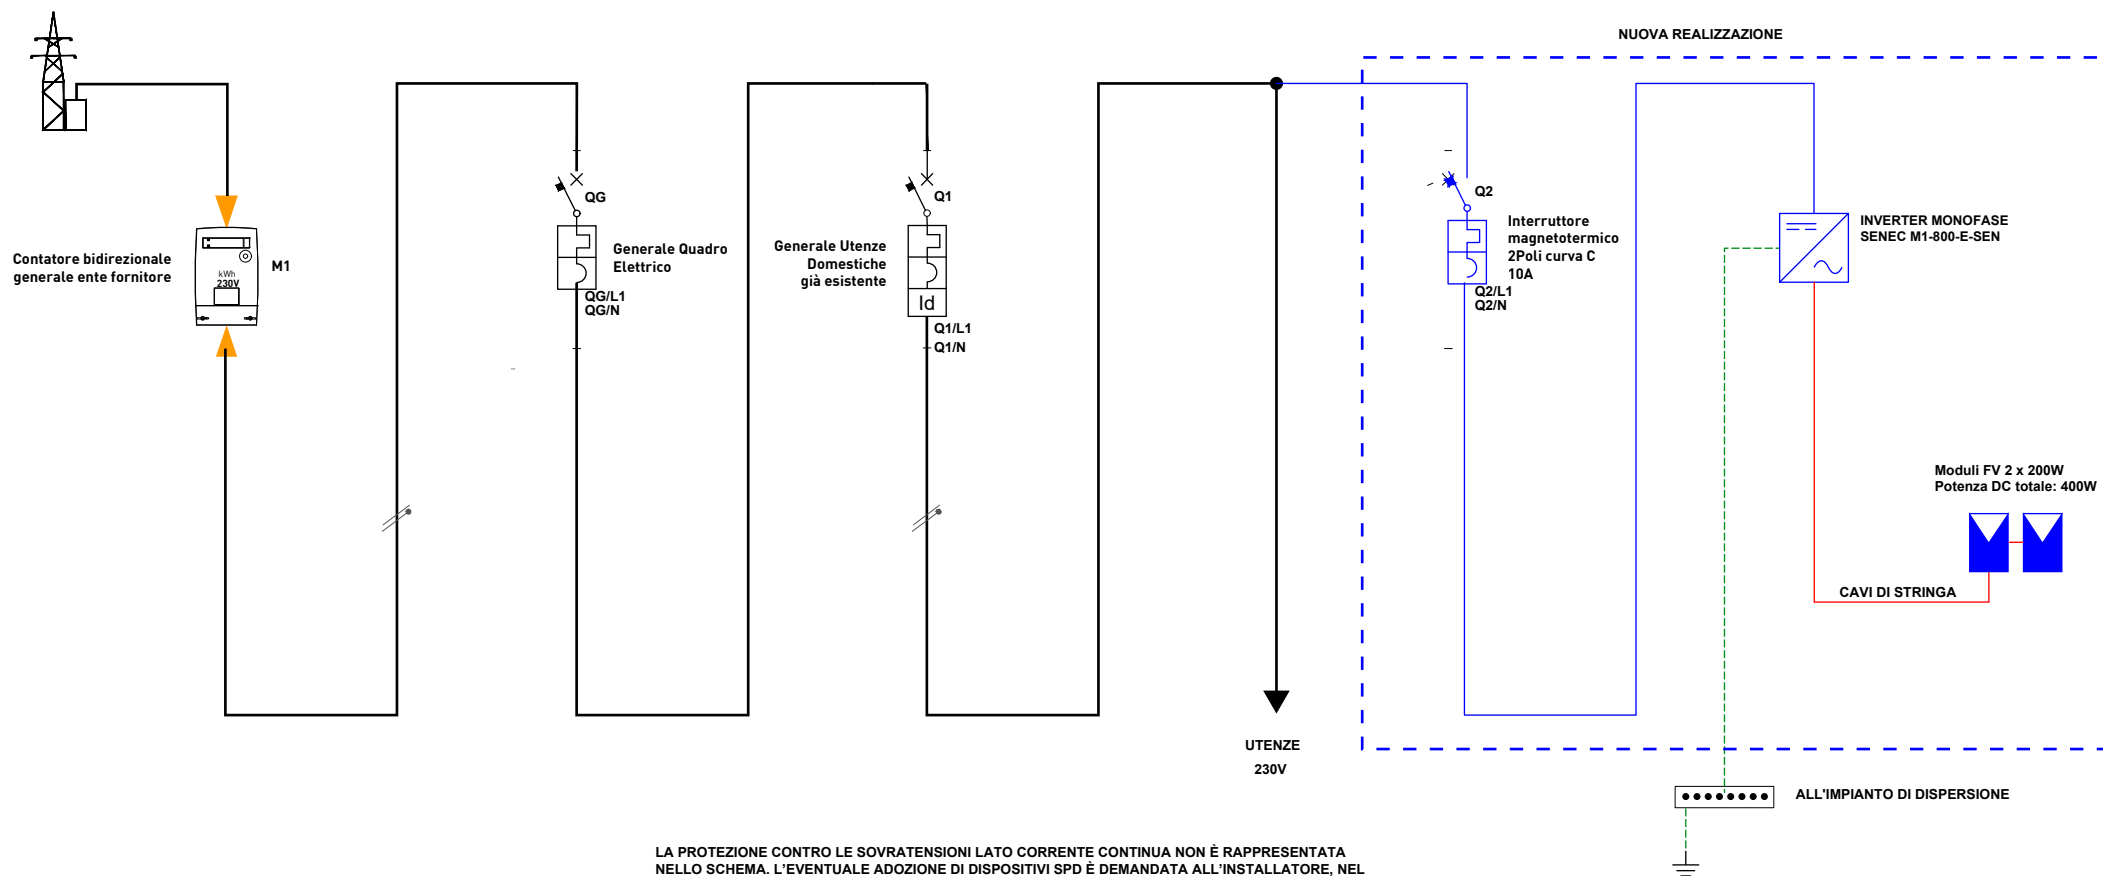 NUOVA REALIZZAZIONE
Contatore bidirezionale
generale ente fornitore
kWh
230V
M1
QG
Generale Quadro
Elettrico
QG/L1
QG/N
Q1
Generale Utenze
Domestiche
già esistente
Id
Q1/L1
Q1/N
Q2
Interruttore
magnetotermico
2Poli curva C
10A
Q2/L1
Q2/N
INVERTER MONOFASE
SENEC M1-800-E-SEN
Moduli FV 2 x 200W
Potenza DC totale: 400W
CAVI DI STRINGA
UTENZE
230V
ALL'IMPIANTO DI DISPERSIONE
LA PROTEZIONE CONTRO LE SOVRATENSIONI LATO CORRENTE CONTINUA NON È RAPPRESENTATA
NELLO SCHEMA. L'EVENTUALE ADOZIONE DI DISPOSITIVI SPD È DEMANDATA ALL'INSTALLATORE, NEL